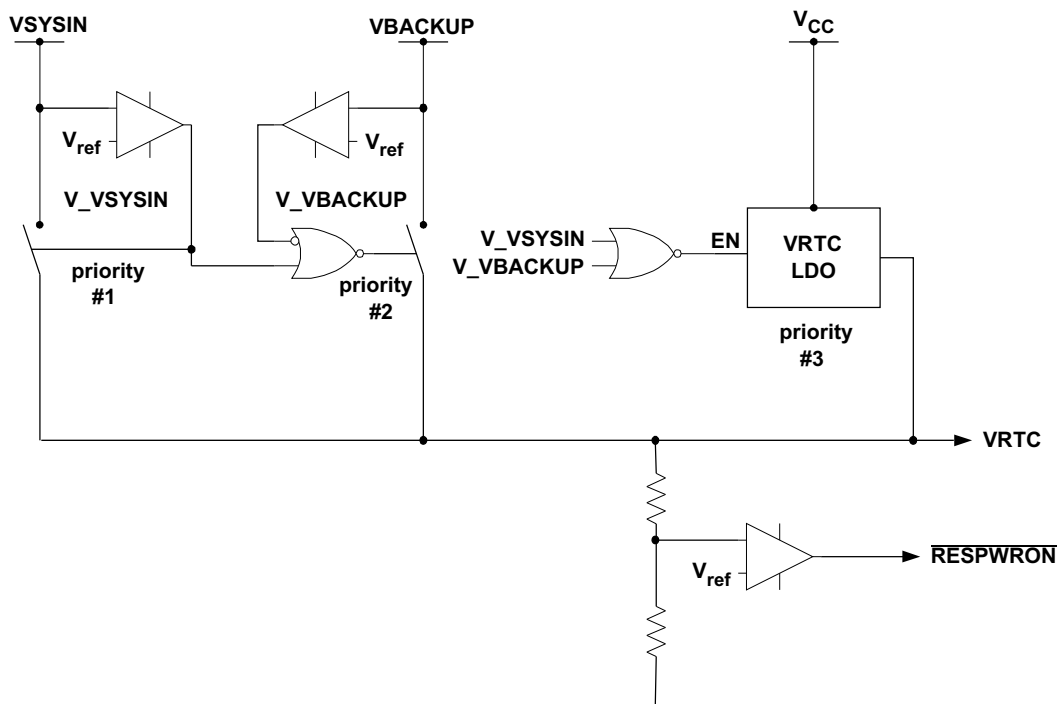 VSYSIN
VBACKUP
VCC
Vref
Vref
V_VSYSIN
V_VBACKUP
V_VSYSIN
V_VBACKUP
EN
VRTC
LDO
priority
#1
priority
#2
priority
#3
VRTC
Vref
RESPWRON